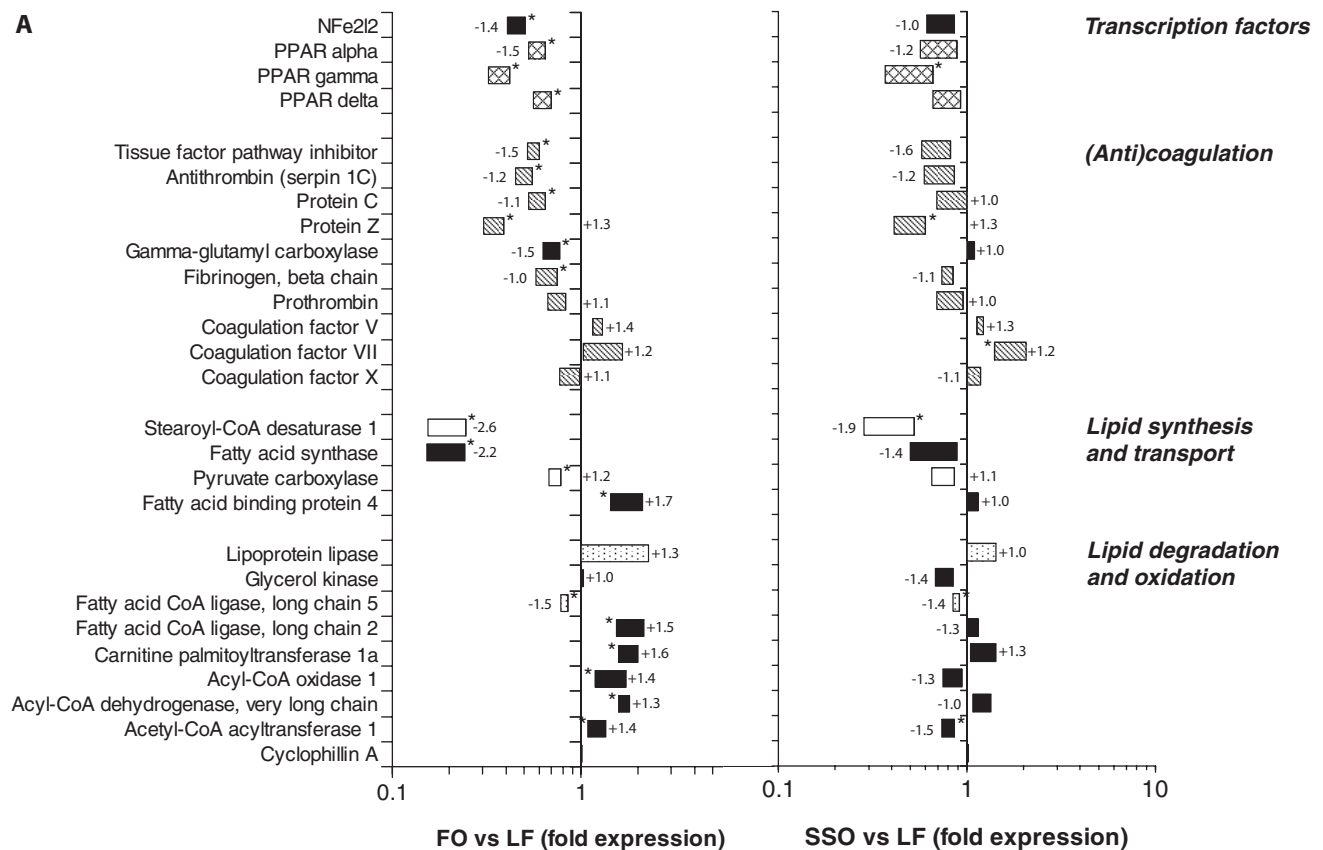 A
NFe2l2 -1.4 * -1.0 Transcription factors
PPAR alpha -1.5 * -1.2
PPAR gamma * *
PPAR delta *
Tissue factor pathway inhibitor -1.5 * -1.6 (Anti)coagulation
Antithrombin (serpin 1C) -1.2 * -1.2
Protein C -1.1 * +1.0
Protein Z * +1.3 * +1.3
Gamma-glutamyl carboxylase -1.5 * +1.0
Fibrinogen, beta chain -1.0 * -1.1
Prothrombin +1.1 +1.0
Coagulation factor V +1.4 +1.3
Coagulation factor VII +1.2 * +1.2
Coagulation factor X +1.1 -1.1
Stearoyl-CoA desaturase 1 * -2.6 -1.9 * Lipid synthesis
Fatty acid synthase * -2.2 -1.4 and transport
Pyruvate carboxylase * +1.2 +1.1
Fatty acid binding protein 4 * +1.7 +1.0
Lipoprotein lipase +1.3 +1.0 Lipid degradation
Glycerol kinase +1.0 -1.4 and oxidation
Fatty acid CoA ligase, long chain 5 -1.5 * -1.4 *
Fatty acid CoA ligase, long chain 2 * +1.5 -1.3
Carnitine palmitoyltransferase 1a * +1.6 +1.3
Acyl-CoA oxidase 1 * +1.4 -1.3
Acyl-CoA dehydrogenase, very long chain * +1.3 -1.0
Acetyl-CoA acyltransferase 1 * +1.4 -1.5 *
Cyclophillin A
0.1 1 0.1 1 10
FO vs LF (fold expression) SSO vs LF (fold expression)